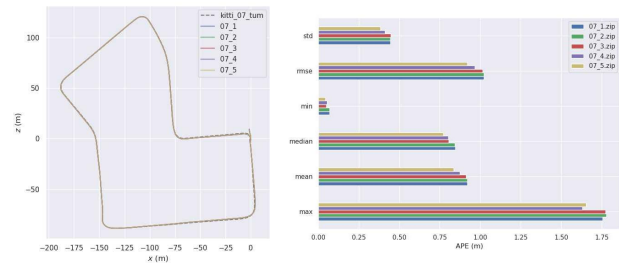 kitti_07_tum
07_1
07_2
07_3
07_4
07_5
100
50
0
−50
z (m)
−200 −175 −150 −125 −100 −75 −50 −25 0
x (m)
07_1.zip
07_2.zip
07_3.zip
07_4.zip
07_5.zip
std
rmse
min
median
mean
max
0.00 0.25 0.50 0.75 1.00 1.25 1.50 1.75
APE (m)